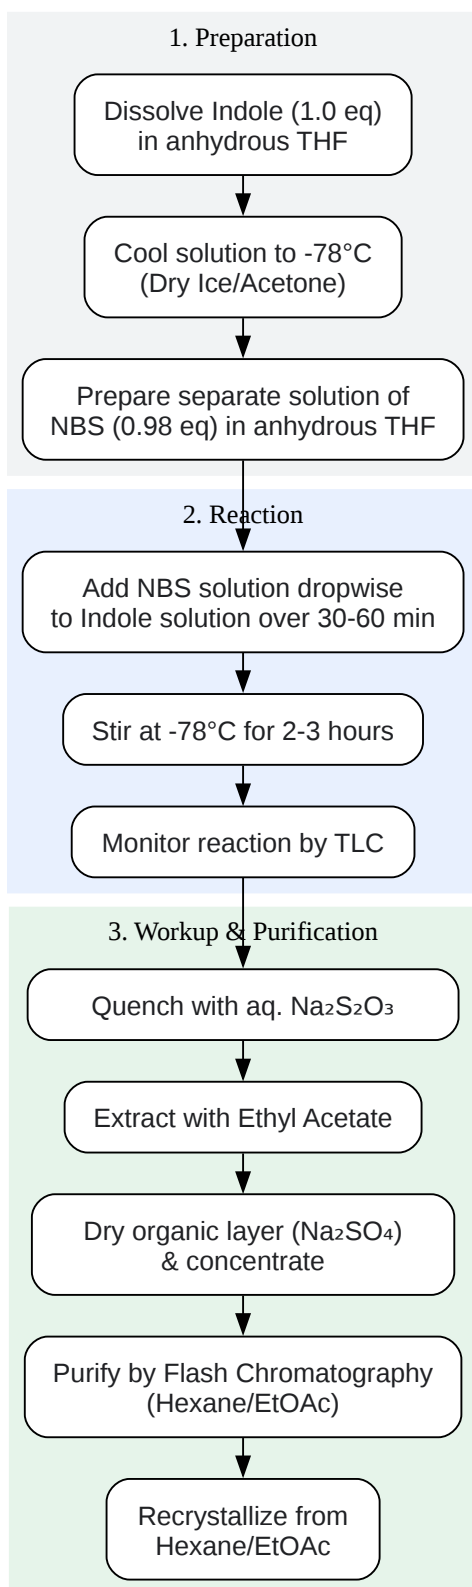 1. Preparation
Dissolve Indole (1.0 eq)
in anhydrous THF
Cool solution to -78°C
(Dry Ice/Acetone)
Prepare separate solution of
NBS (0.98 eq) in anhydrous THF
2. Reaction
Add NBS solution dropwise
to Indole solution over 30-60 min
Stir at -78°C for 2-3 hours
Monitor reaction by TLC
3. Workup & Purification
Quench with aq. Na₂S₂O₃
Extract with Ethyl Acetate
Dry organic layer (Na₂SO₄)
& concentrate
Purify by Flash Chromatography
(Hexane/EtOAc)
Recrystallize from
Hexane/EtOAc